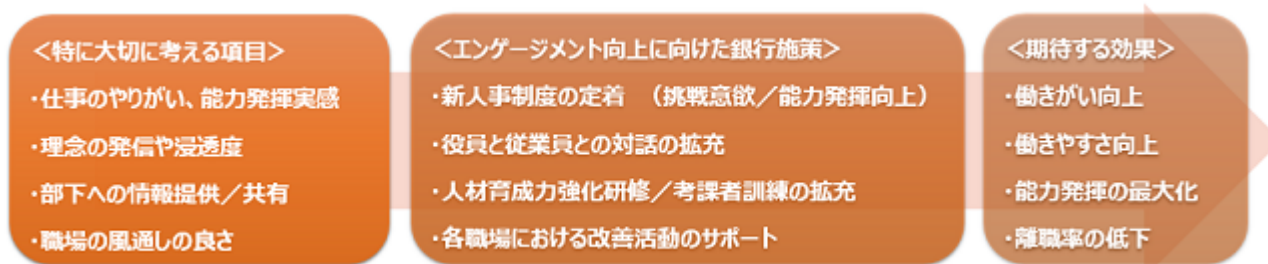 ＜特に大切に考える項目＞
・仕事のやりがい、能力発揮実感
・理念の発信や浸透度
・部下への情報提供／共有
・職場の風通しの良さ
＜エンゲージメント向上に向けた銀行施策＞
・新人事制度の定着　（挑戦意欲／能力発揮向上）
・役員と従業員との対話の拡充
・人材育成力強化研修／考課者訓練の拡充
・各職場における改善活動のサポート
＜期待する効果＞
・働きがい向上
・働きやすさ向上
・能力発揮の最大化
・離職率の低下